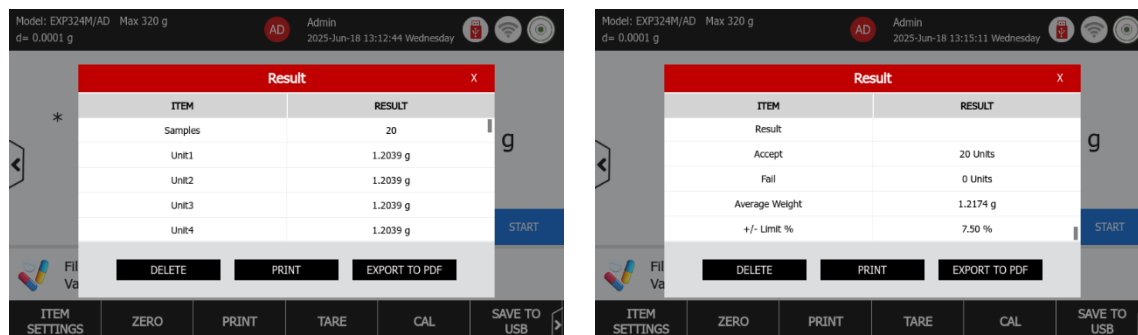 Model: EXP324M/AD Max 320 g
d= 0.0001 g
AD
Admin
2025-Jun-18 13:12:44 Wednesday
Result X
ITEM RESULT
Samples 20
Unit1 1.2039 g
Unit2 1.2039 g
Unit3 1.2039 g
Unit4 1.2039 g
* g
START
DELETE PRINT EXPORT TO PDF
Fil
Va
ITEM SETTINGS ZERO PRINT TARE CAL SAVE TO USB
Model: EXP324M/AD Max 320 g
d= 0.0001 g
AD
Admin
2025-Jun-18 13:15:11 Wednesday
Result X
ITEM RESULT
Result
Accept 20 Units
Fail 0 Units
Average Weight 1.2174 g
+/- Limit % 7.50 %
g
START
DELETE PRINT EXPORT TO PDF
Fil
Va
ITEM SETTINGS ZERO PRINT TARE CAL SAVE TO USB